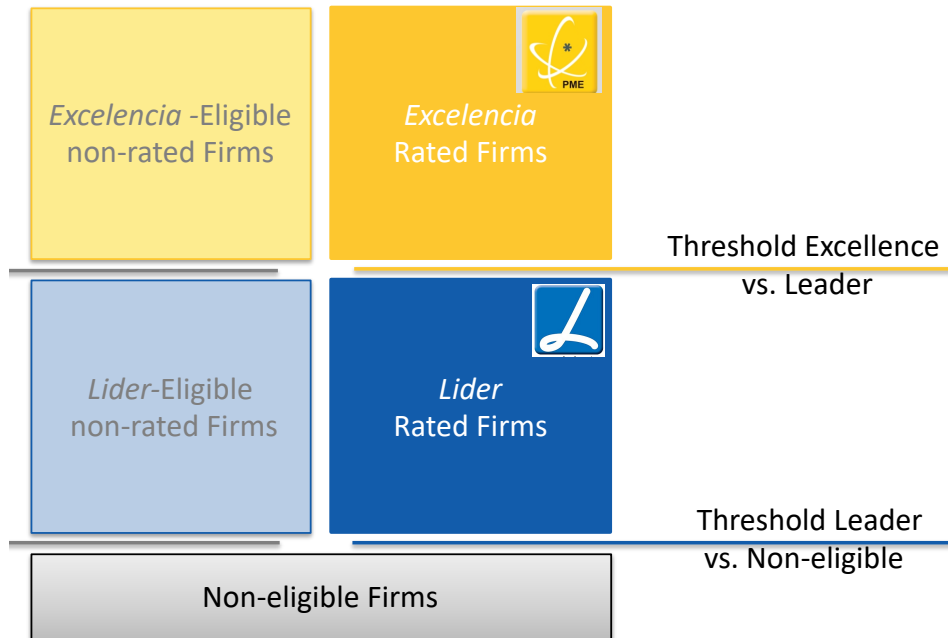 Excelencia -Eligible
non-rated Firms
*
PME
Excelencia
Rated Firms
Threshold Excellence
vs. Leader
Lider-Eligible
non-rated Firms
L
Lider
Rated Firms
Threshold Leader
vs. Non-eligible
Non-eligible Firms